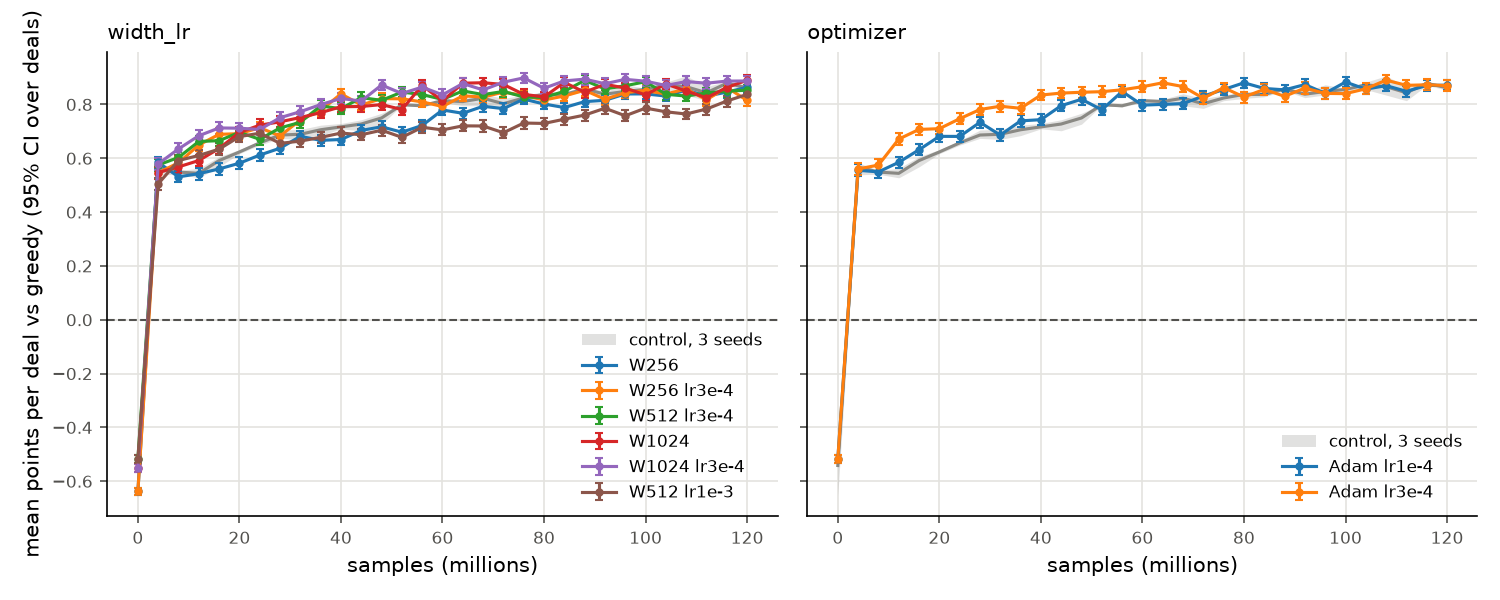 width_lr
optimizer
mean points per deal vs greedy (95% CI over deals)
0.8
0.6
0.4
0.2
0.0
−0.2
−0.4
−0.6
control, 3 seeds
W256
W256 lr3e-4
W512 lr3e-4
W1024
W1024 lr3e-4
W512 lr1e-3
control, 3 seeds
Adam lr1e-4
Adam lr3e-4
0 20 40 60 80 100 120
0 20 40 60 80 100 120
samples (millions)
samples (millions)